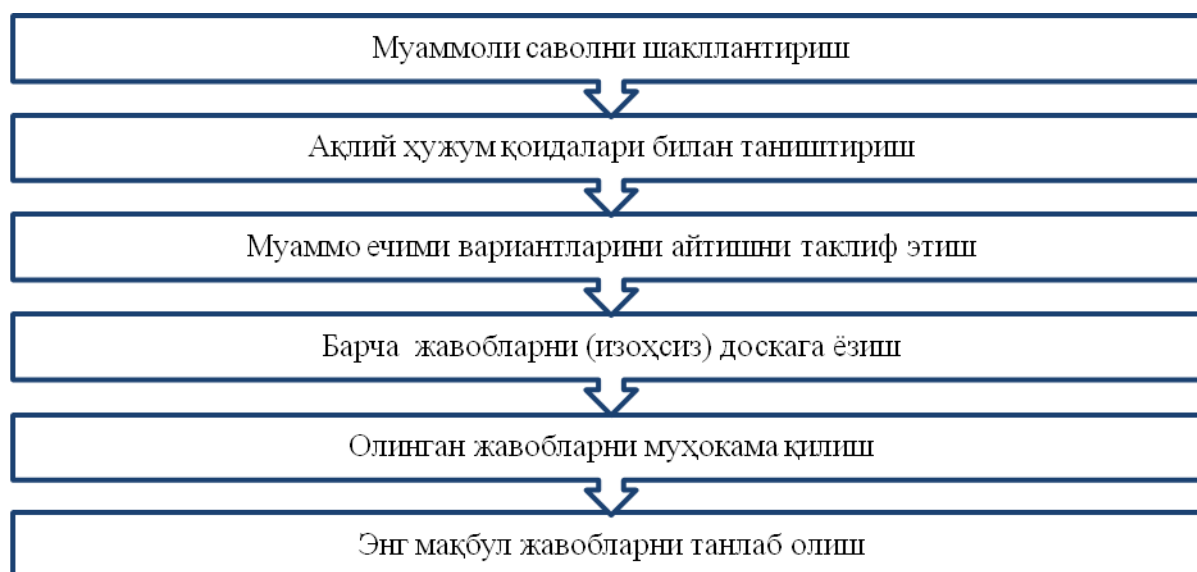 Муаммоли саволни шакллантириш
Ақлий ҳужум қоидалари билан таништириш
Муаммо ечими вариантларини айтишни таклиф этиш
Барча жавобларни (изоҳсиз) доскага ёзиш
Олинган жавобларни муҳокама қилиш
Энг мақбул жавобларни танлаб олиш